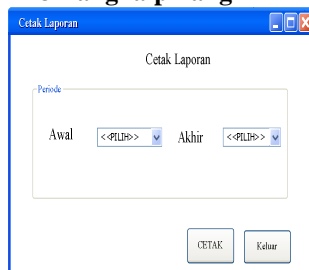 Cetak Laporan
Cetak Laporan
Periode
Awal <<PILIH>> Akhir <<PILIH>>
CETAK Keluar